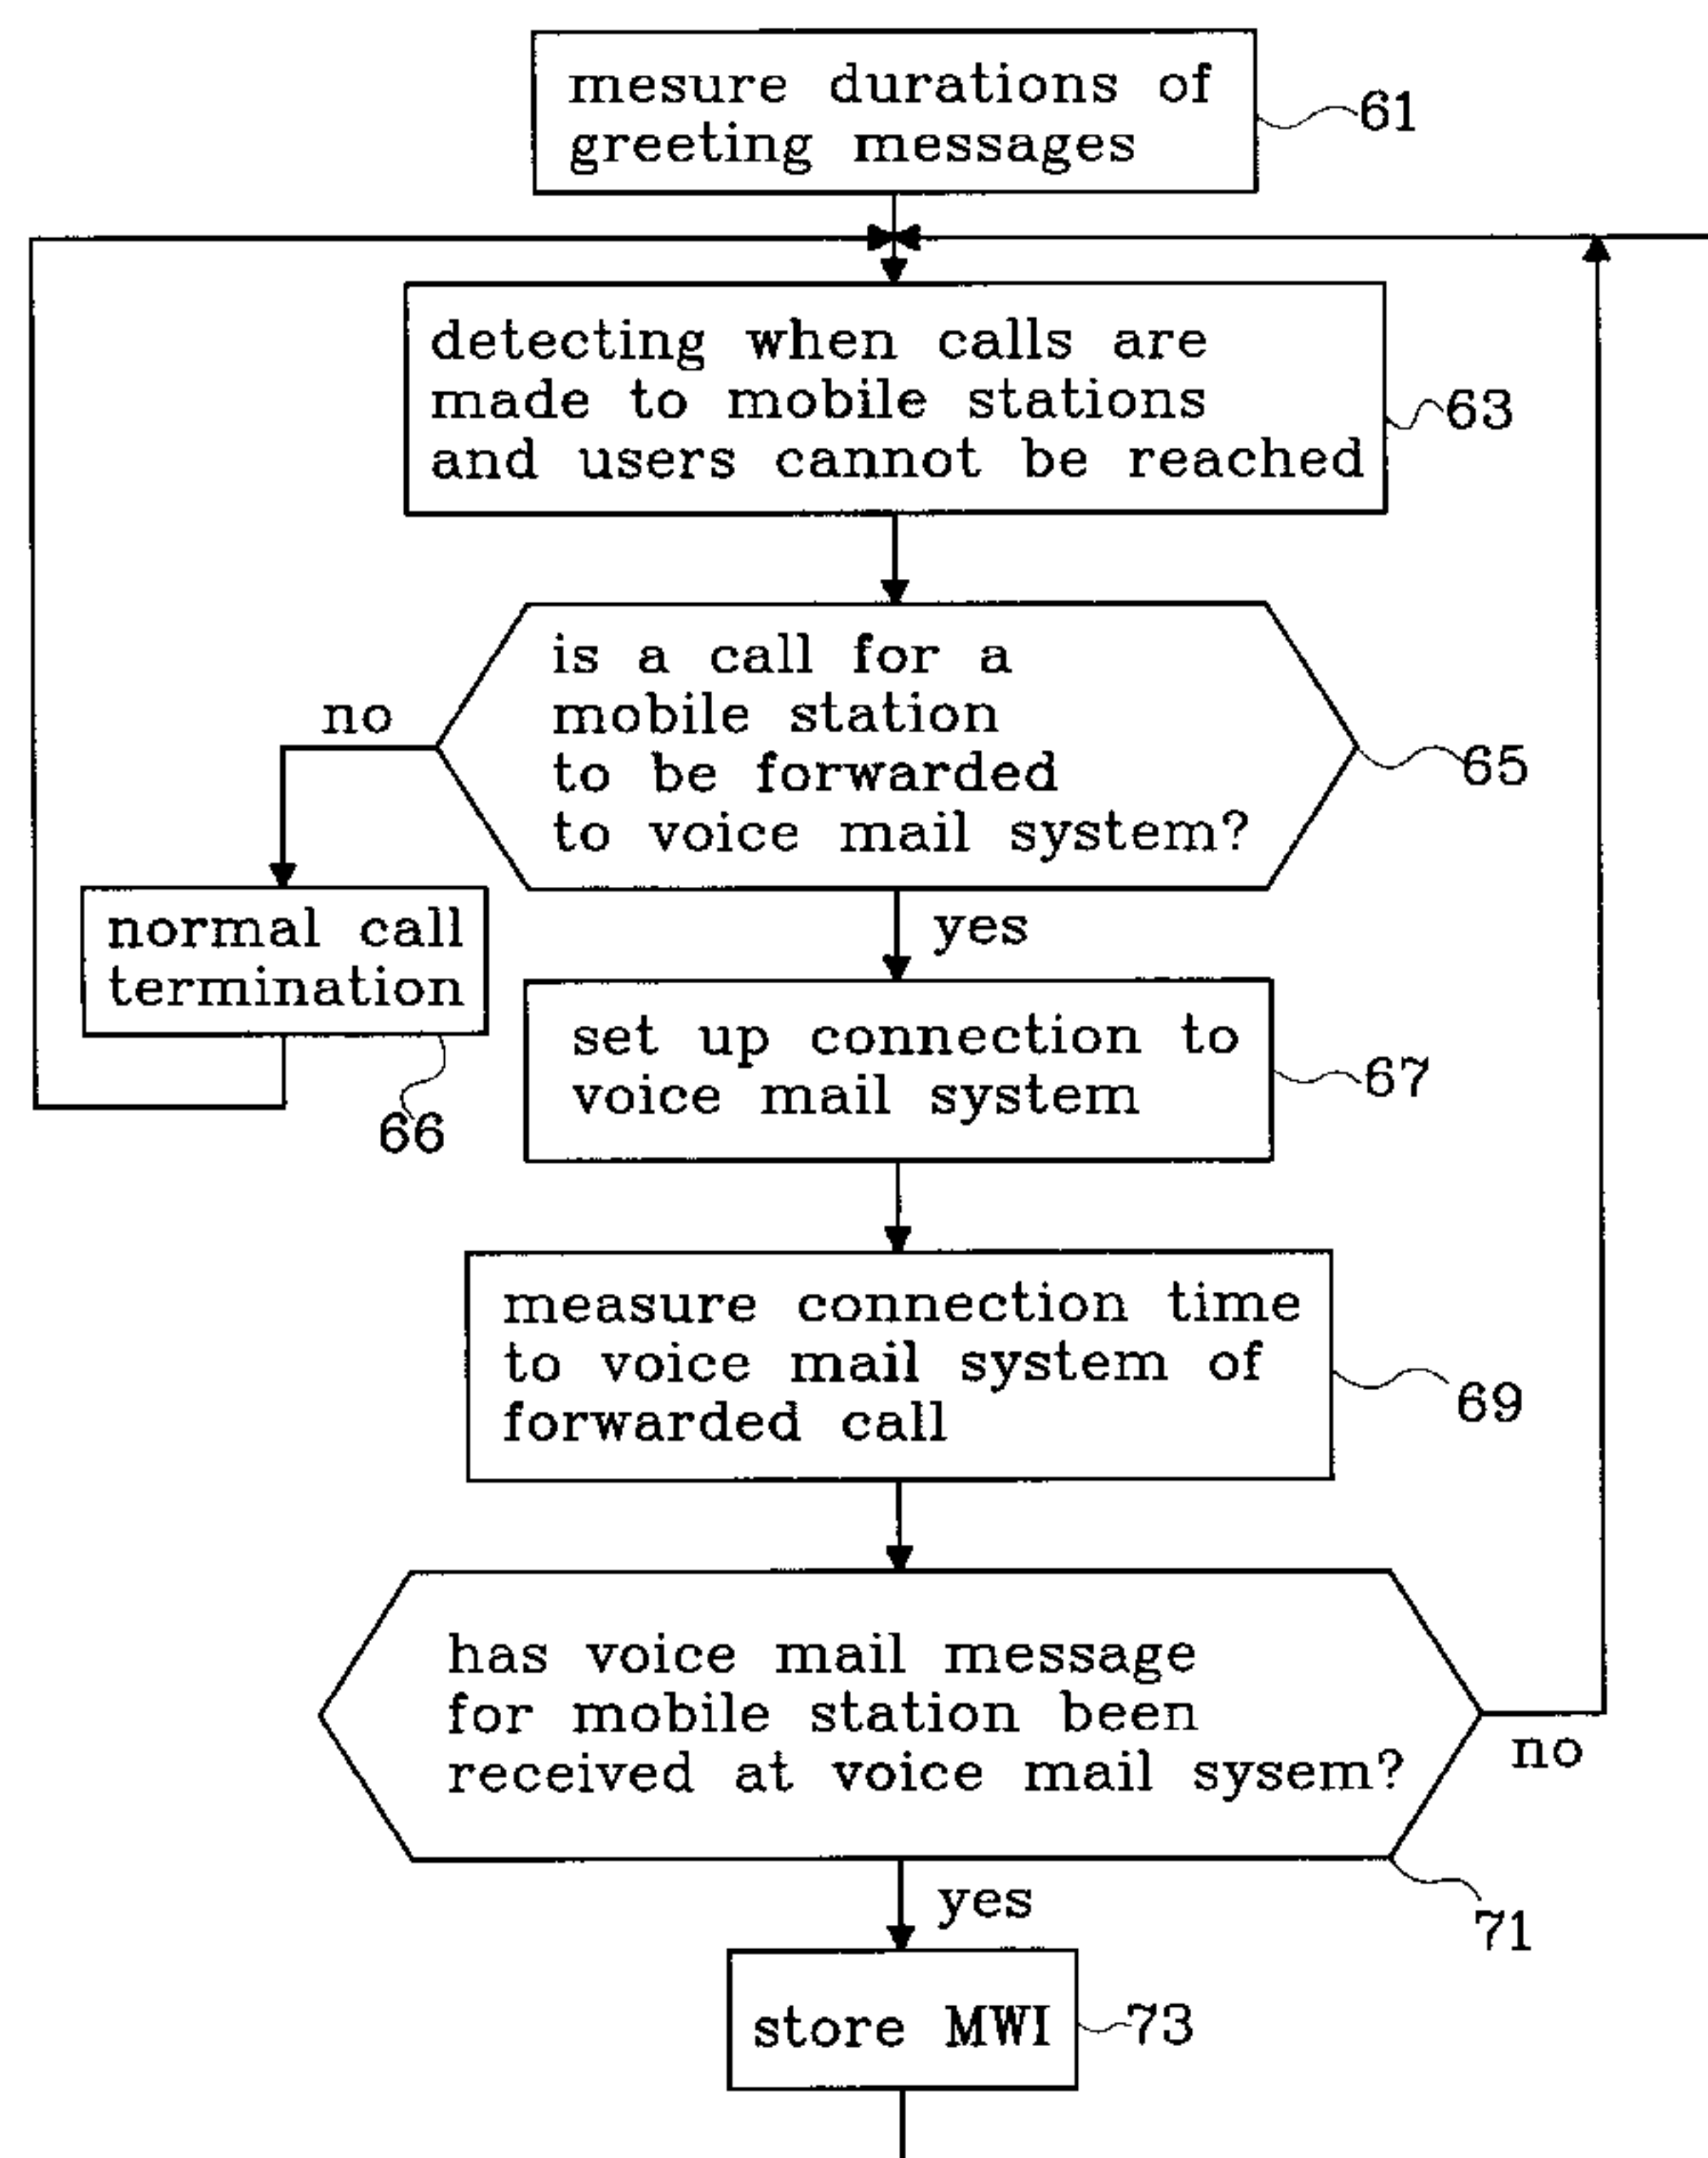 mesure durations of
greeting messages
61
detecting when calls are
made to mobile stations
and users cannot be reached
63
is a call for a
mobile station
to be forwarded
to voice mail system?
65
no
yes
normal call
termination
66
set up connection to
voice mail system
67
measure connection time
to voice mail system of
forwarded call
69
has voice mail message
for mobile station been
received at voice mail sysem?
no
71
yes
store MWI
73